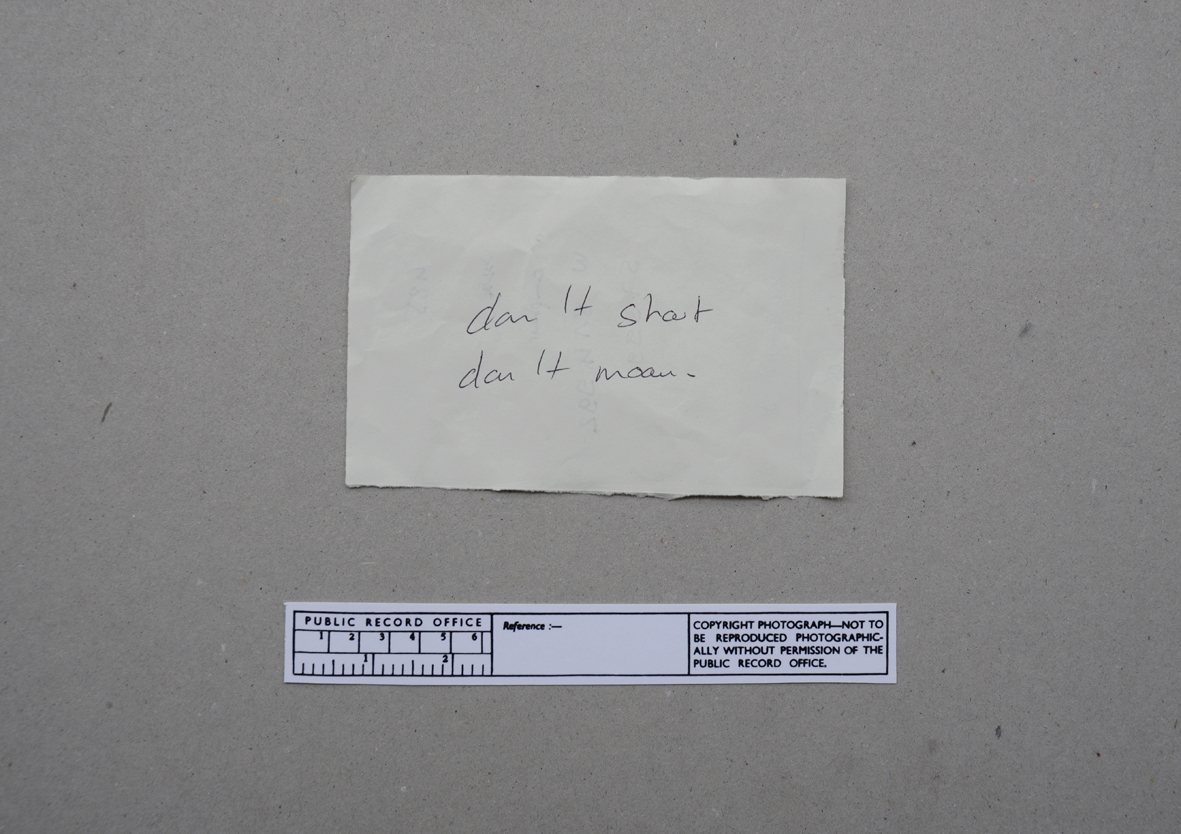 don't shout
don't moan.
PUBLIC RECORD OFFICE
1 2 3 4 5 6
1 2
Reference :—
COPYRIGHT PHOTOGRAPH—NOT TO
BE REPRODUCED PHOTOGRAPHIC-
ALLY WITHOUT PERMISSION OF THE
PUBLIC RECORD OFFICE.